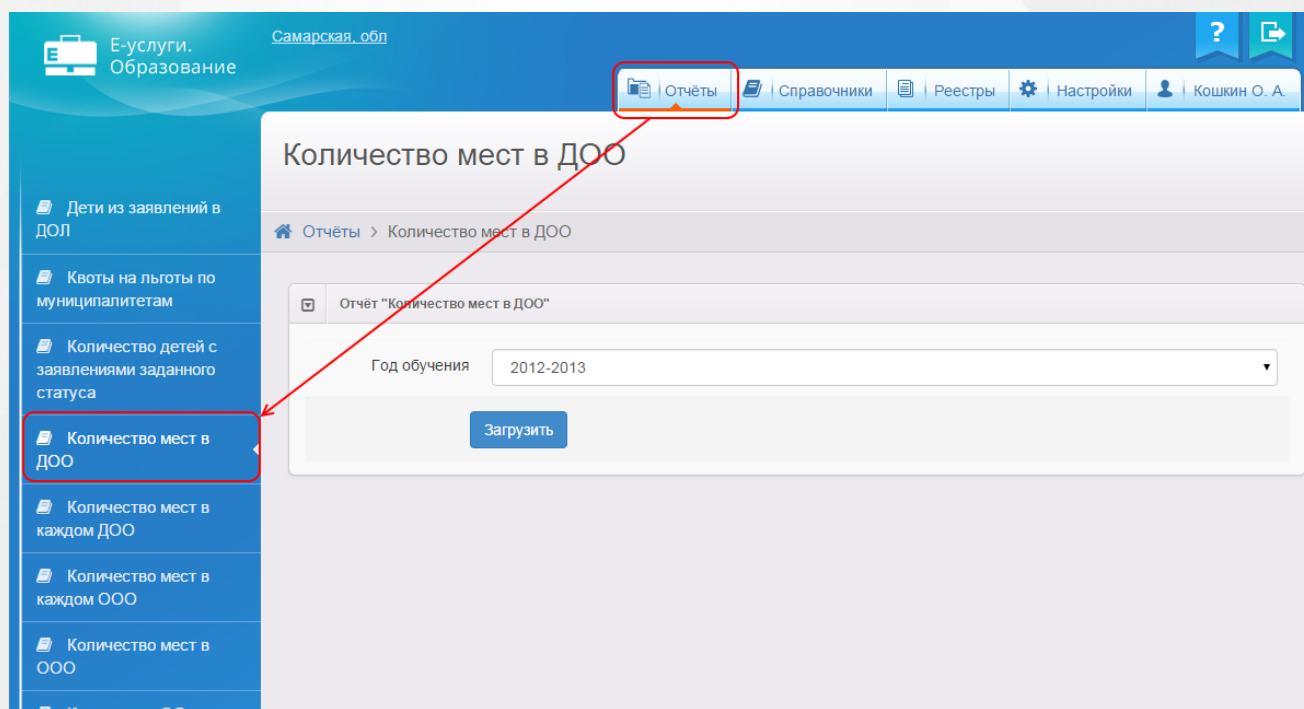 Е-услуги.
Образование
Самарская, обл
?
Отчёты
Справочники
Реестры
Настройки
Кошкин О. А.
Количество мест в ДОО
Отчёты > Количество мест в ДОО
Дети из заявлений в
ДОЛ
Квоты на льготы по
муниципалитетам
Количество детей с
заявлениями заданного
статуса
Количество мест в
ДОО
Количество мест в
каждом ДОО
Количество мест в
каждом ООО
Количество мест в
ООО
Отчёт "Количество мест в ДОО"
Год обучения
2012-2013
Загрузить